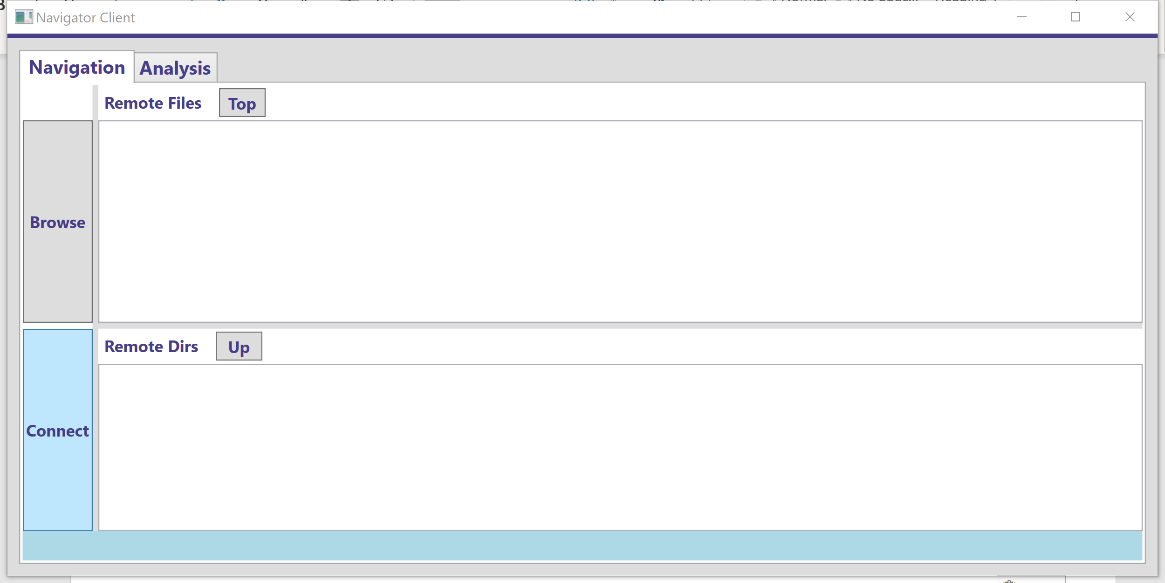 Navigator Client
Navigation Analysis
Remote Files Top
Browse
Remote Dirs Up
Connect